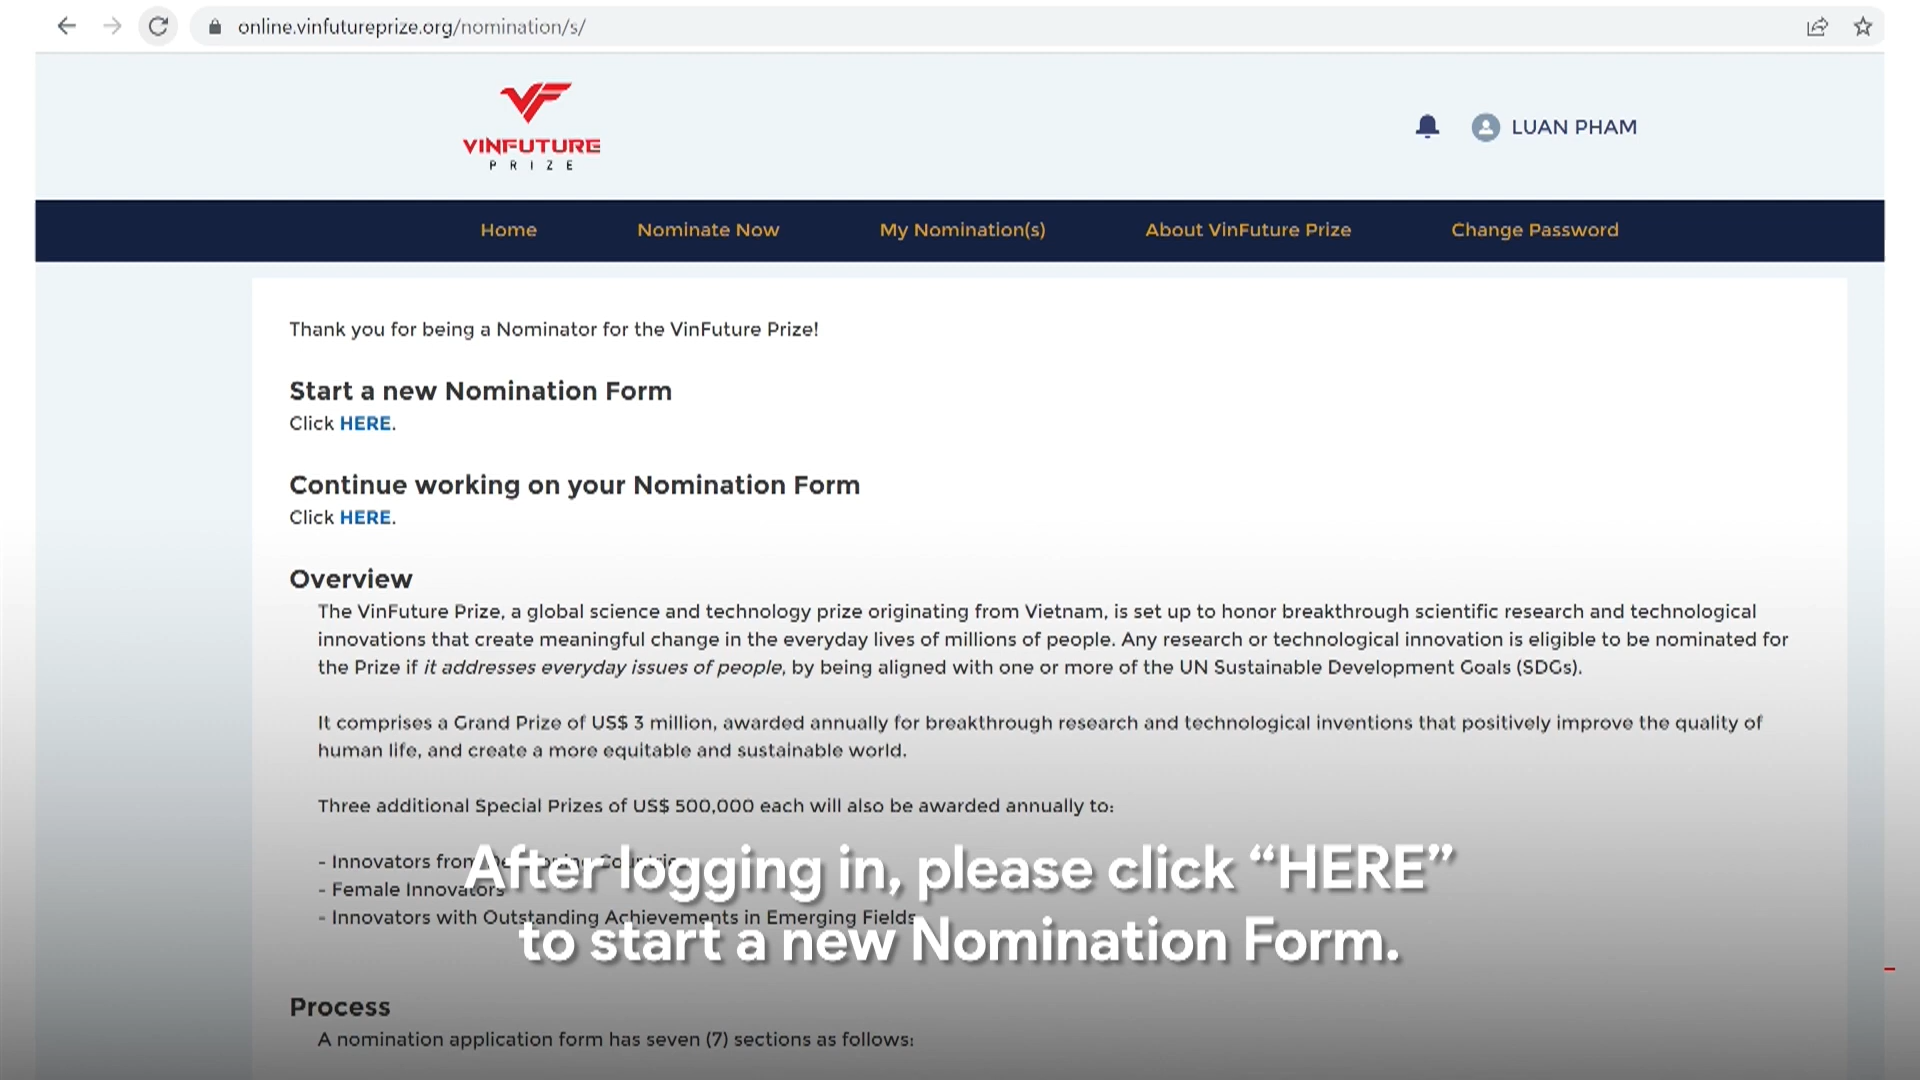 online.vinfutureprize.org/nomination/s/
VINFUTURE
PRIZE
LUAN PHAM
Home
Nominate Now
My Nomination(s)
About VinFuture Prize
Change Password
Thank you for being a Nominator for the VinFuture Prize!
Start a new Nomination Form
Click HERE.
Continue working on your Nomination Form
Click HERE.
Overview
The VinFuture Prize, a global science and technology prize originating from Vietnam, is set up to honor breakthrough scientific research and technological
innovations that create meaningful change in the everyday lives of millions of people. Any research or technological innovation is eligible to be nominated for
the Prize if it addresses everyday issues of people, by being aligned with one or more of the UN Sustainable Development Goals (SDGs).
It comprises a Grand Prize of US$ 3 million, awarded annually for breakthrough research and technological inventions that positively improve the quality of
human life, and create a more equitable and sustainable world.
Three additional Special Prizes of US$ 500,000 each will also be awarded annually to:
- Innovators from Developing Countries
- Female Innovators
- Innovators with Outstanding Achievements in Emerging Fields
After logging in, please click “HERE”
to start a new Nomination Form.
Process
A nomination application form has seven (7) sections as follows: